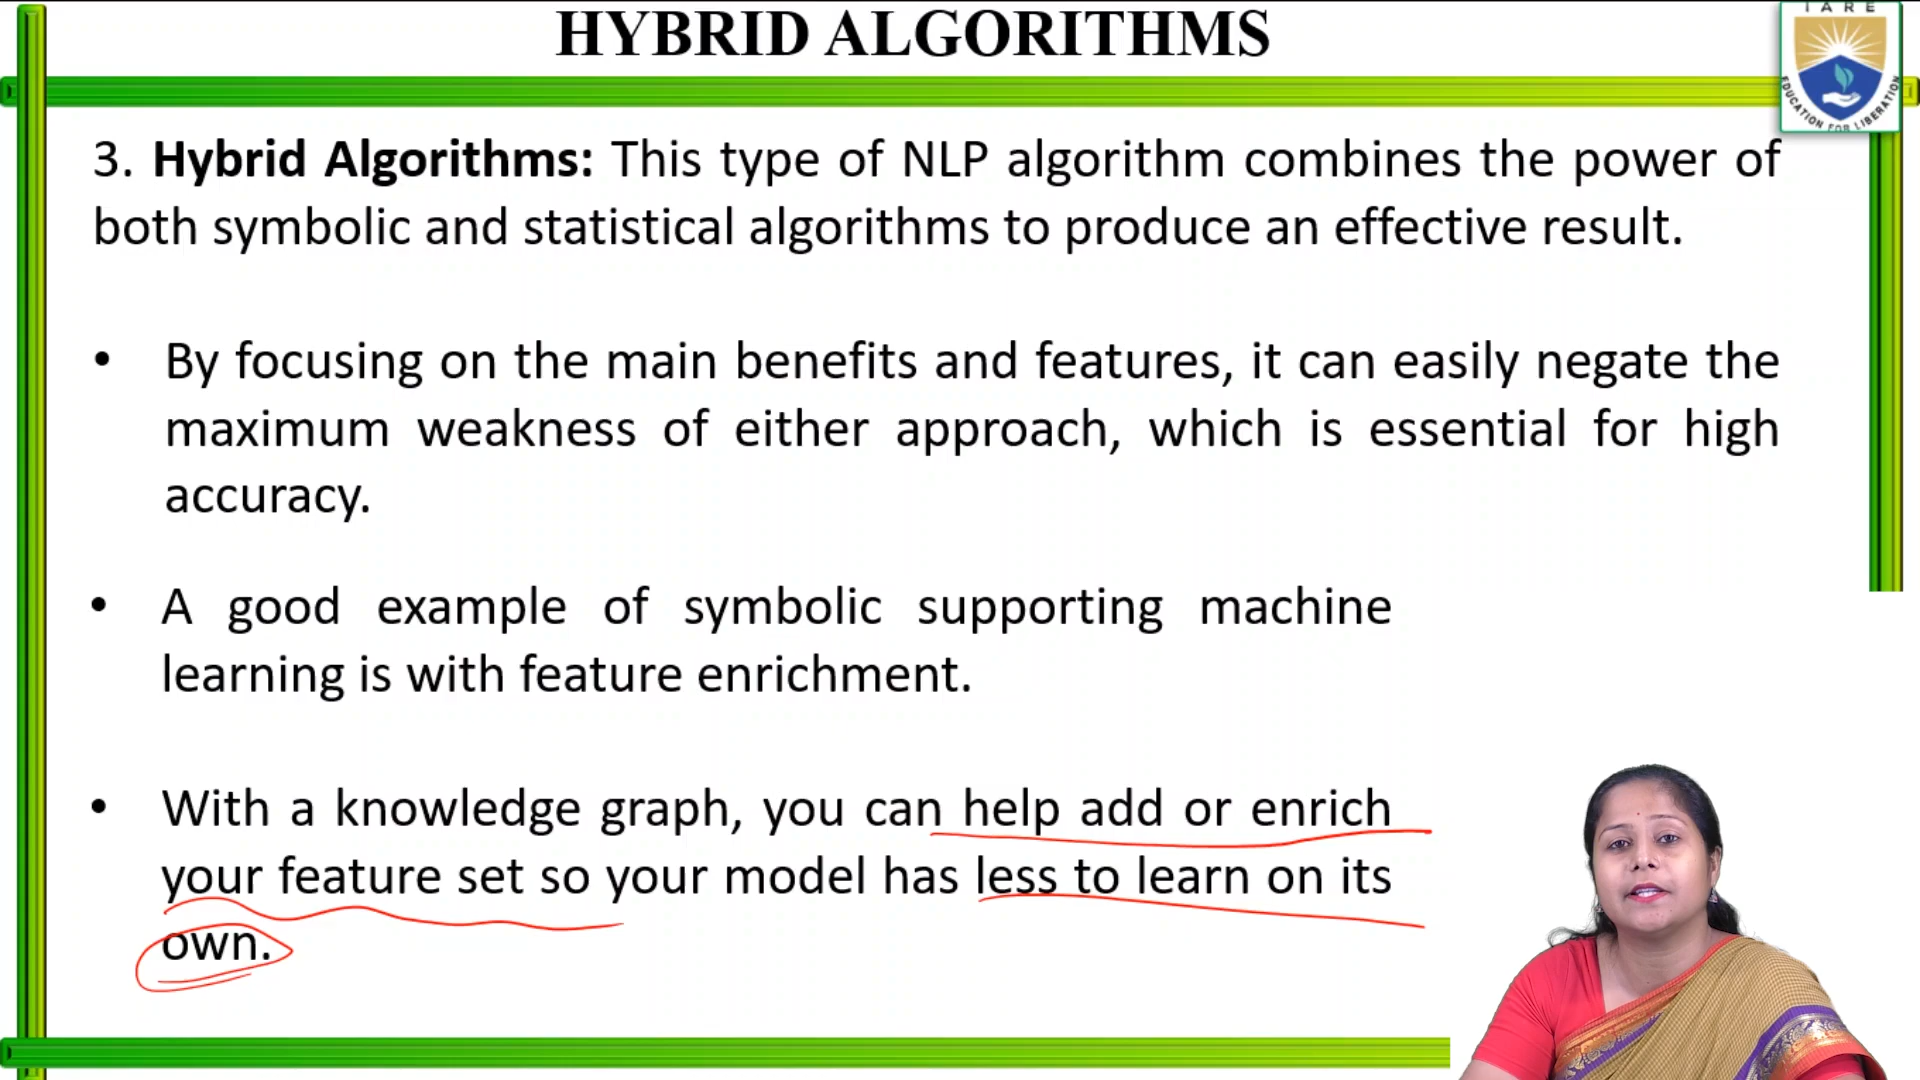 HYBRID ALGORITHMS
IARE
EDUCATION FOR LIBERATION
3. Hybrid Algorithms: This type of NLP algorithm combines the power of
both symbolic and statistical algorithms to produce an effective result.
• By focusing on the main benefits and features, it can easily negate the
maximum weakness of either approach, which is essential for high
accuracy.
• A good example of symbolic supporting machine
learning is with feature enrichment.
• With a knowledge graph, you can help add or enrich
your feature set so your model has less to learn on its
own.